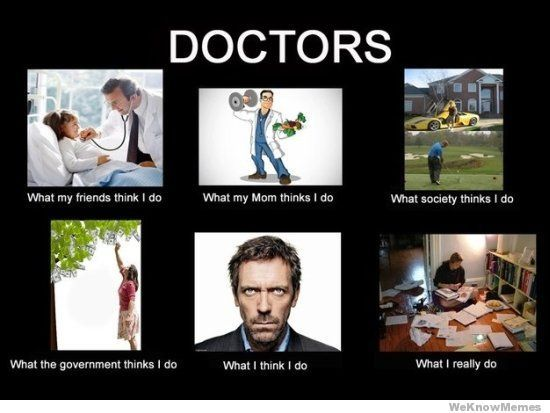 DOCTORS
What my friends think I do
What my Mom thinks I do
What society thinks I do
What the government thinks I do
What I think I do
What I really do
WeKnowMemes